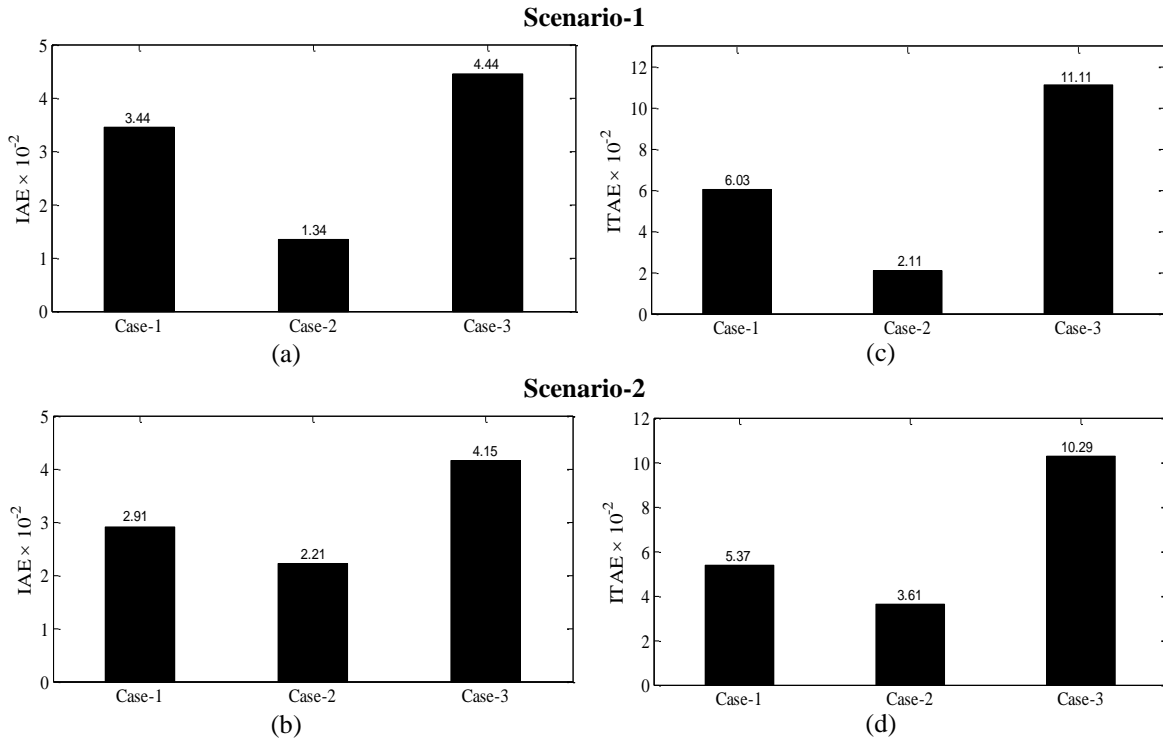 Scenario-1
IAE × 10^-2
5
4
3
2
1
0
3.44
1.34
4.44
Case-1
Case-2
Case-3
(a)
ITAE × 10^-2
12
10
8
6
4
2
0
6.03
2.11
11.11
Case-1
Case-2
Case-3
(c)
Scenario-2
IAE × 10^-2
5
4
3
2
1
0
2.91
2.21
4.15
Case-1
Case-2
Case-3
(b)
ITAE × 10^-2
12
10
8
6
4
2
0
5.37
3.61
10.29
Case-1
Case-2
Case-3
(d)